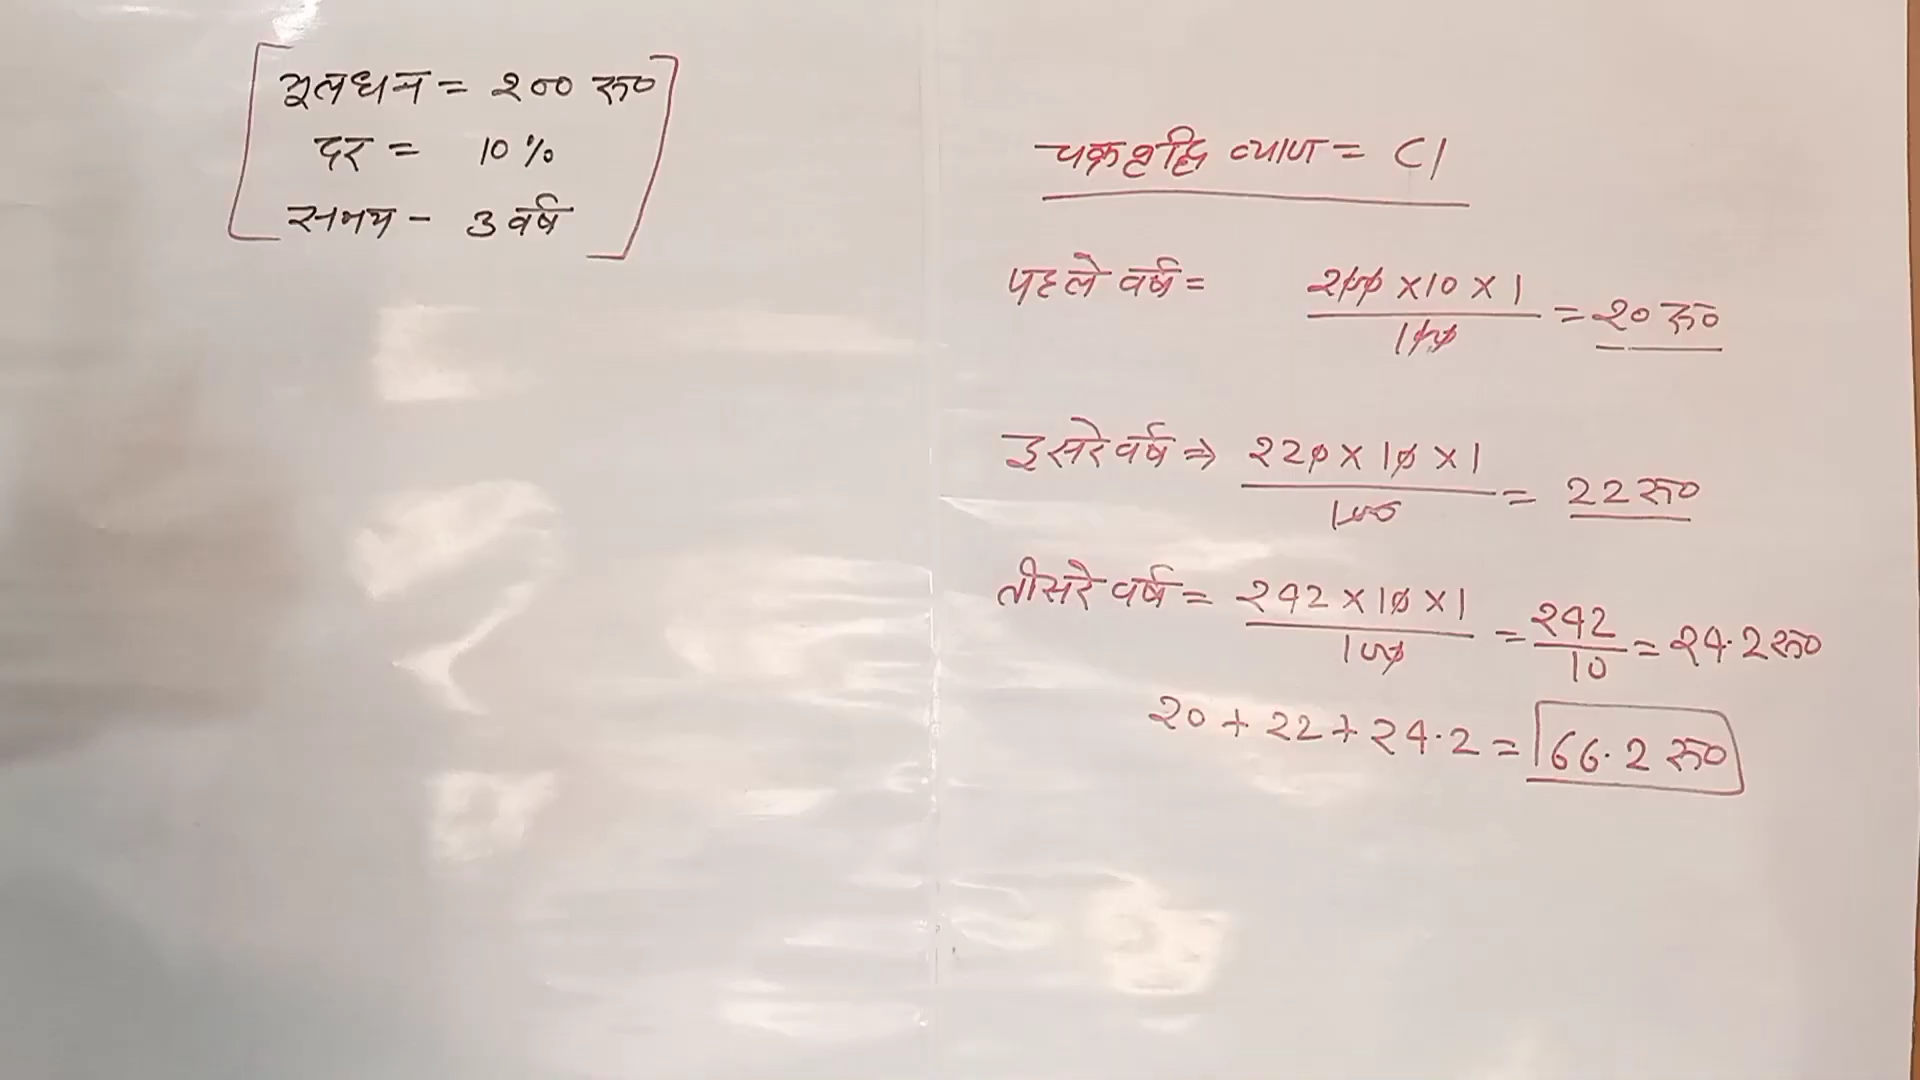 मूलधन = 200 रु०
दर = 10%
समय - 3 वर्ष
चक्रवृद्धि ब्याज = CI
पहले वर्ष = 200 × 10 × 1 / 100 = 20 रु०
दूसरे वर्ष ⇒ 220 × 10 × 1 / 100 = 22 रु०
तीसरे वर्ष = 242 × 10 × 1 / 100 = 242 / 10 = 24.2 रु०
20 + 22 + 24.2 = 66.2 रु०